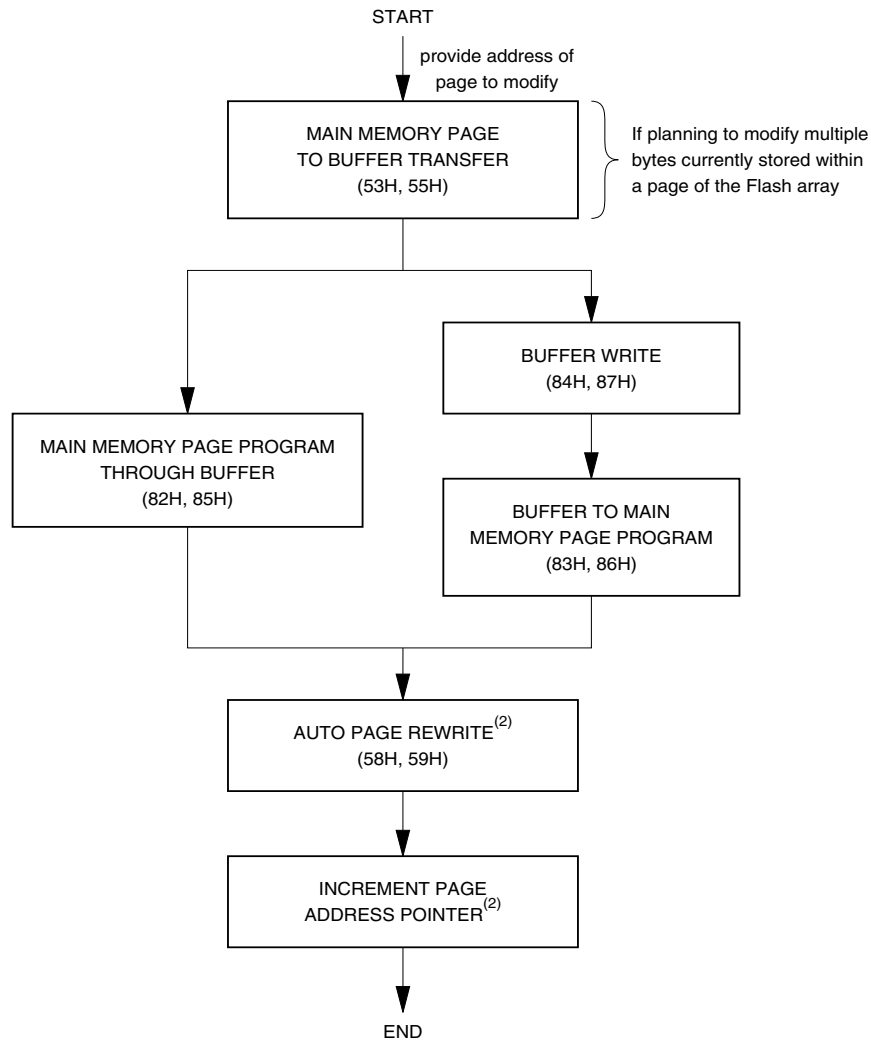 START
provide address of
page to modify
MAIN MEMORY PAGE
TO BUFFER TRANSFER
(53H, 55H)
If planning to modify multiple
bytes currently stored within
a page of the Flash array
BUFFER WRITE
(84H, 87H)
MAIN MEMORY PAGE PROGRAM
THROUGH BUFFER
(82H, 85H)
BUFFER TO MAIN
MEMORY PAGE PROGRAM
(83H, 86H)
AUTO PAGE REWRITE(2)
(58H, 59H)
INCREMENT PAGE
ADDRESS POINTER(2)
END